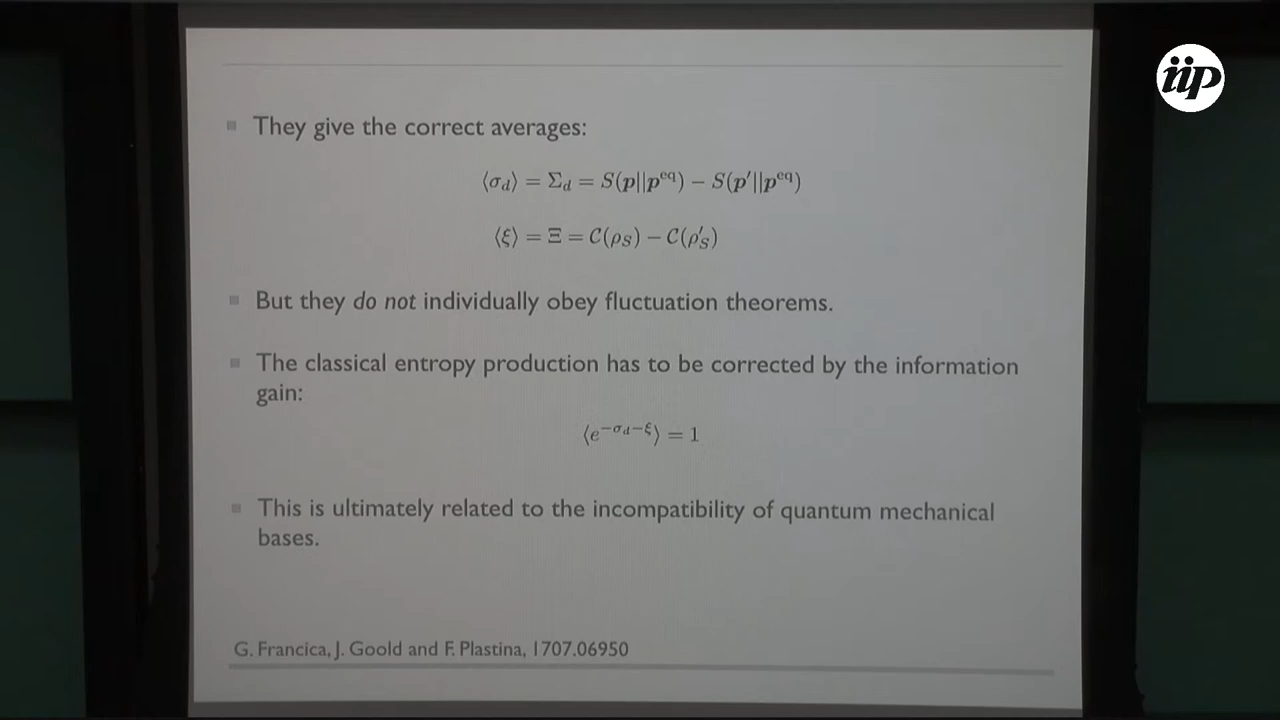 iip
They give the correct averages:
⟨σ_d⟩ = Σ_d = S(p||p^eq) − S(p′||p^eq)
⟨ξ⟩ = Ξ = C(ρ_S) − C(ρ′_S)
But they do not individually obey fluctuation theorems.
The classical entropy production has to be corrected by the information
gain:
⟨e^{−σ_d−ξ}⟩ = 1
This is ultimately related to the incompatibility of quantum mechanical
bases.
G. Francica, J. Goold and F. Plastina, 1707.06950